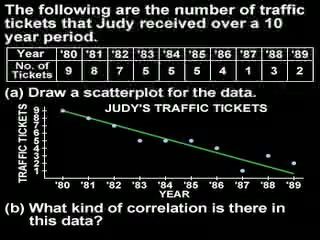 The following are the number of traffic
tickets that Judy received over a 10
year period.
Year '80 '81 '82 '83 '84 '85 '86 '87 '88 '89
No. of
Tickets 9 8 7 5 5 5 4 1 3 2
(a) Draw a scatterplot for the data.
JUDY'S TRAFFIC TICKETS
TRAFFIC TICKETS
9
8
7
6
5
4
3
2
1
'80 '81 '82 '83 '84 '85 '86 '87 '88 '89
YEAR
(b) What kind of correlation is there in
this data?